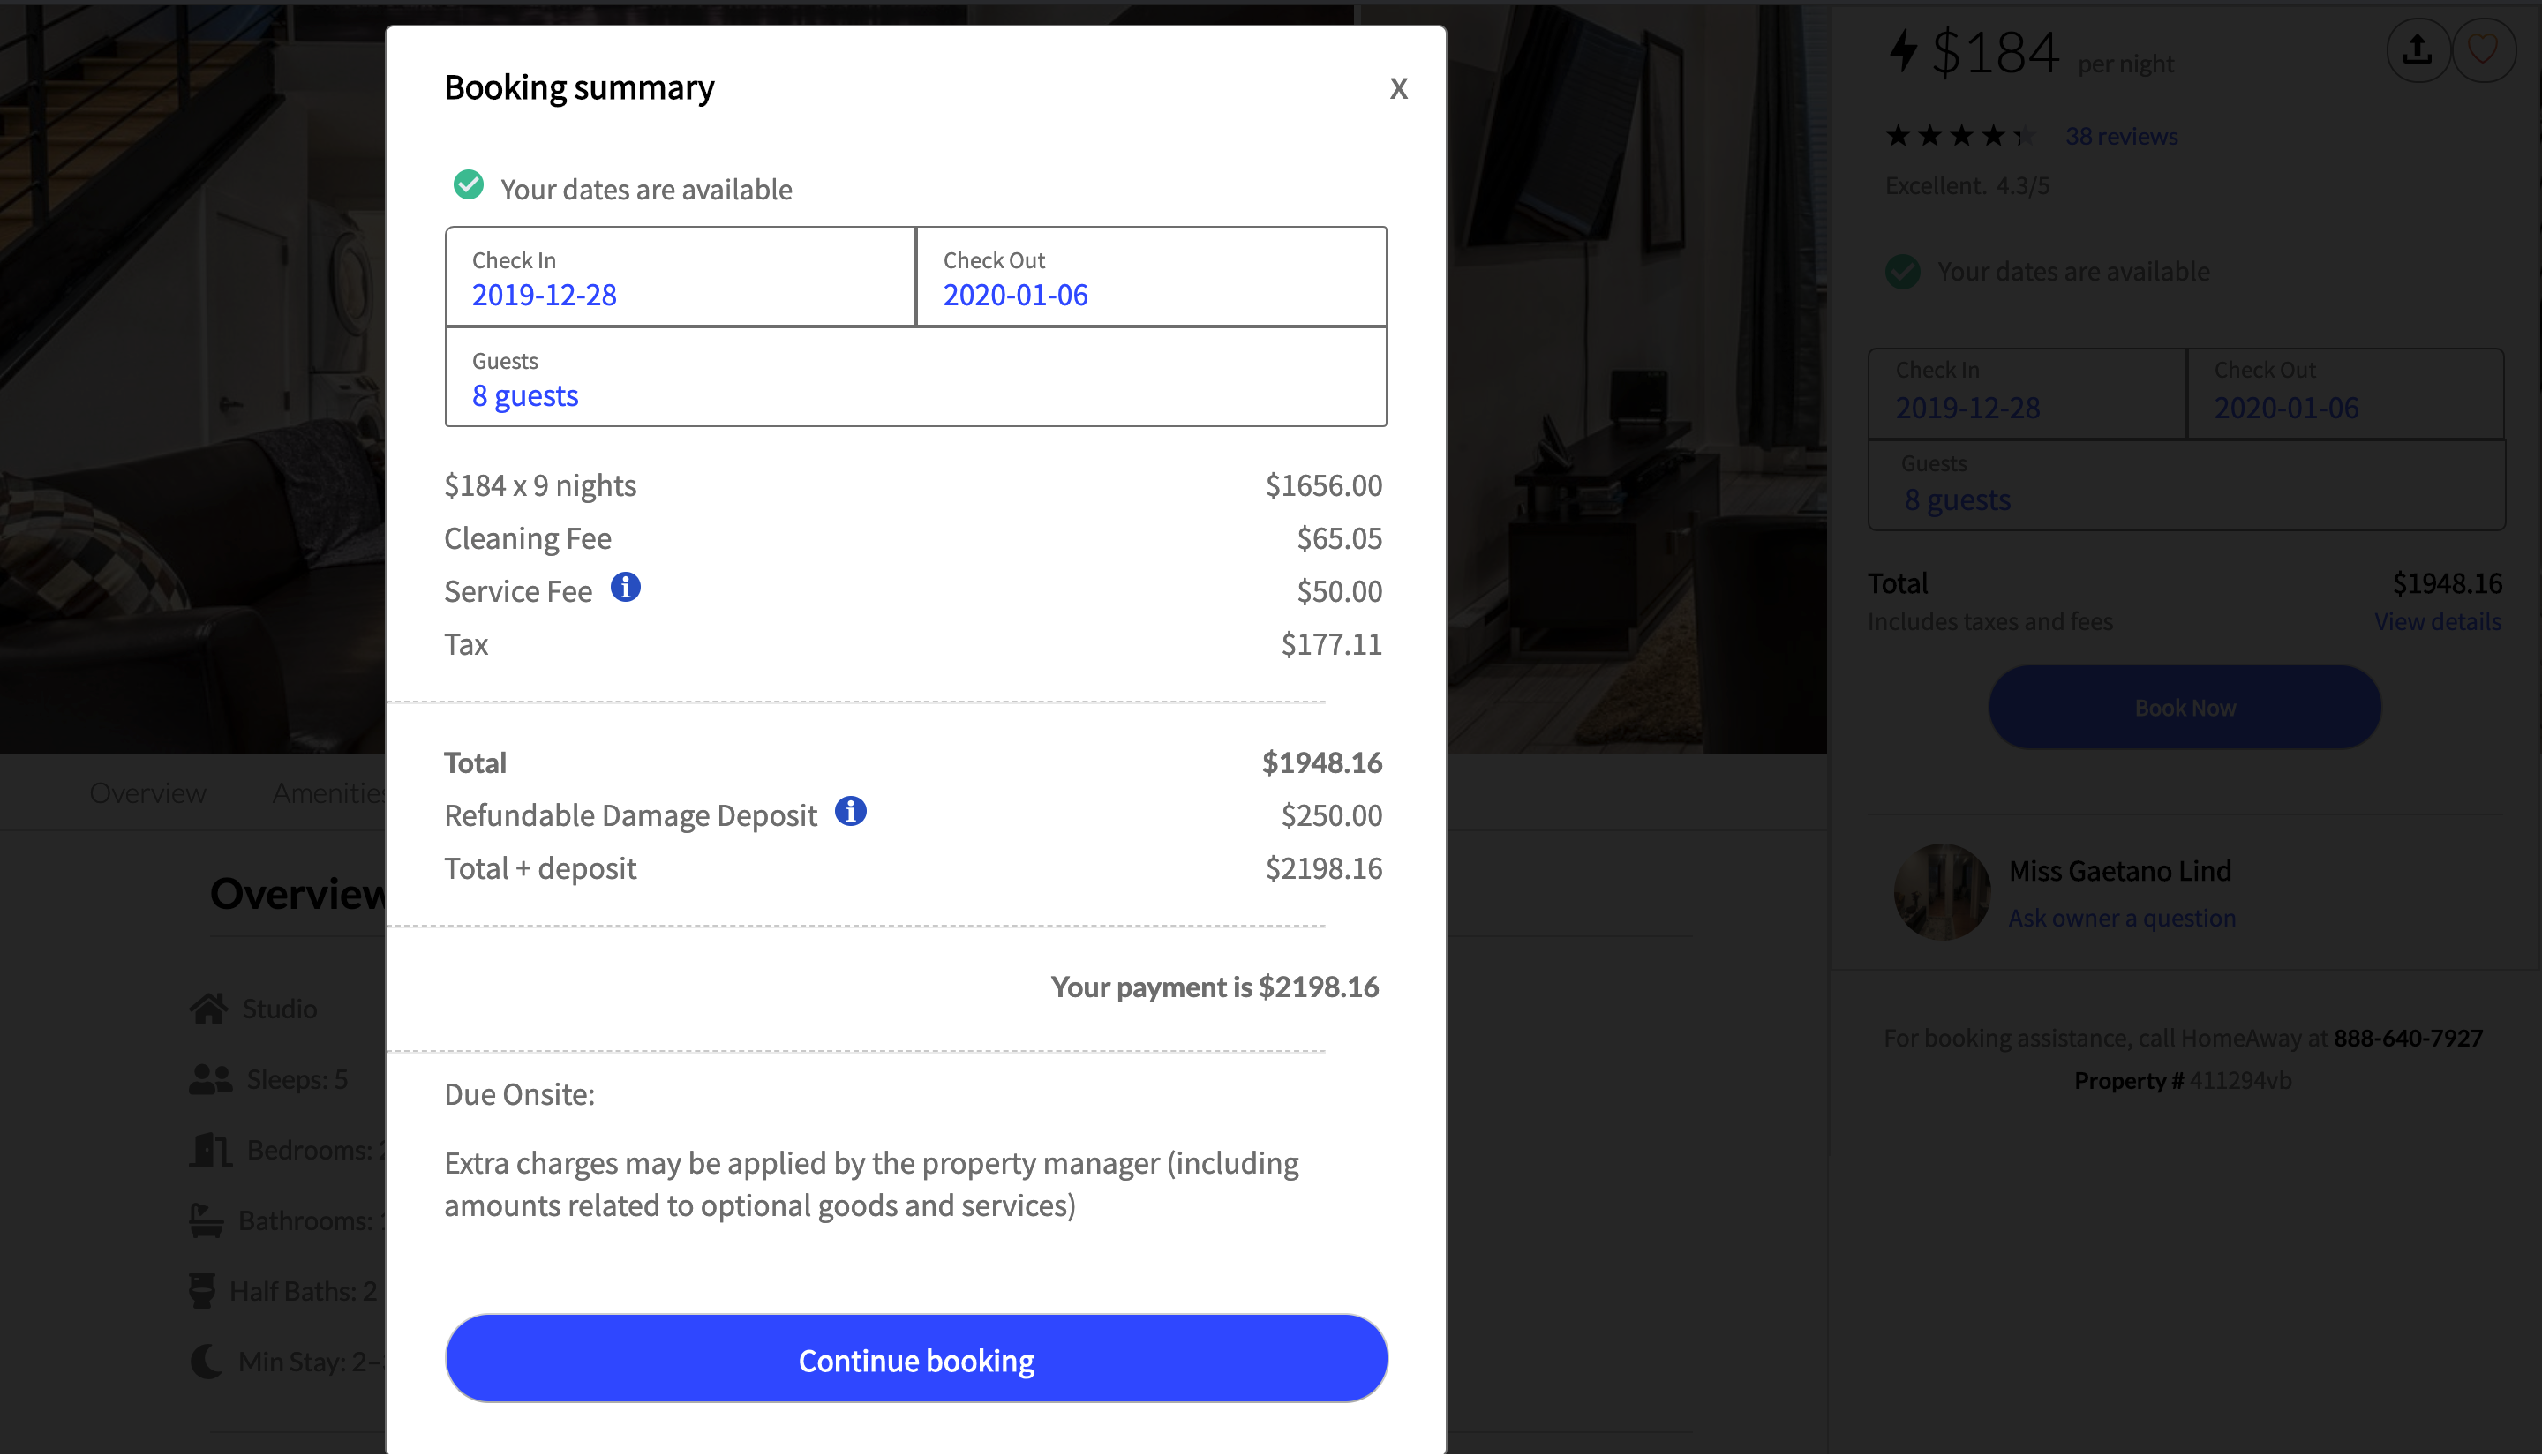 Booking summary
X
Your dates are available
Check In
2019-12-28
Check Out
2020-01-06
Guests
8 guests
$184 x 9 nights $1656.00
Cleaning Fee $65.05
Service Fee $50.00
Tax $177.11
Total $1948.16
Refundable Damage Deposit $250.00
Total + deposit $2198.16
Your payment is $2198.16
Due Onsite:
Extra charges may be applied by the property manager (including
amounts related to optional goods and services)
Continue booking
$184 per night
38 reviews
Excellent. 4.3/5
Your dates are available
Check In
2019-12-28
Check Out
2020-01-06
Guests
8 guests
Total $1948.16
Includes taxes and fees View details
Book Now
Miss Gaetano Lind
Ask owner a question
For booking assistance, call HomeAway at 888-640-7927
Property # 411294vb
Overview
Overview
Studio
Sleeps: 5
Bedrooms:
Bathrooms:
Half Baths: 2
Min Stay: 2-